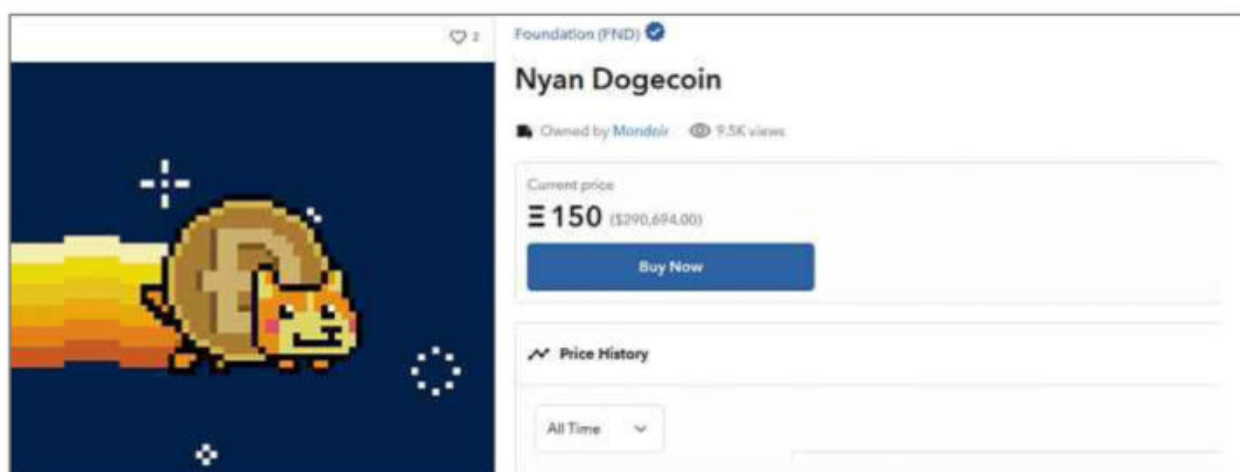 2
Foundation (FND)
Nyan Dogecoin
Owned by Mondoir 9.5K views
Current price
Ξ 150 ($290,694.00)
Buy Now
Price History
All Time